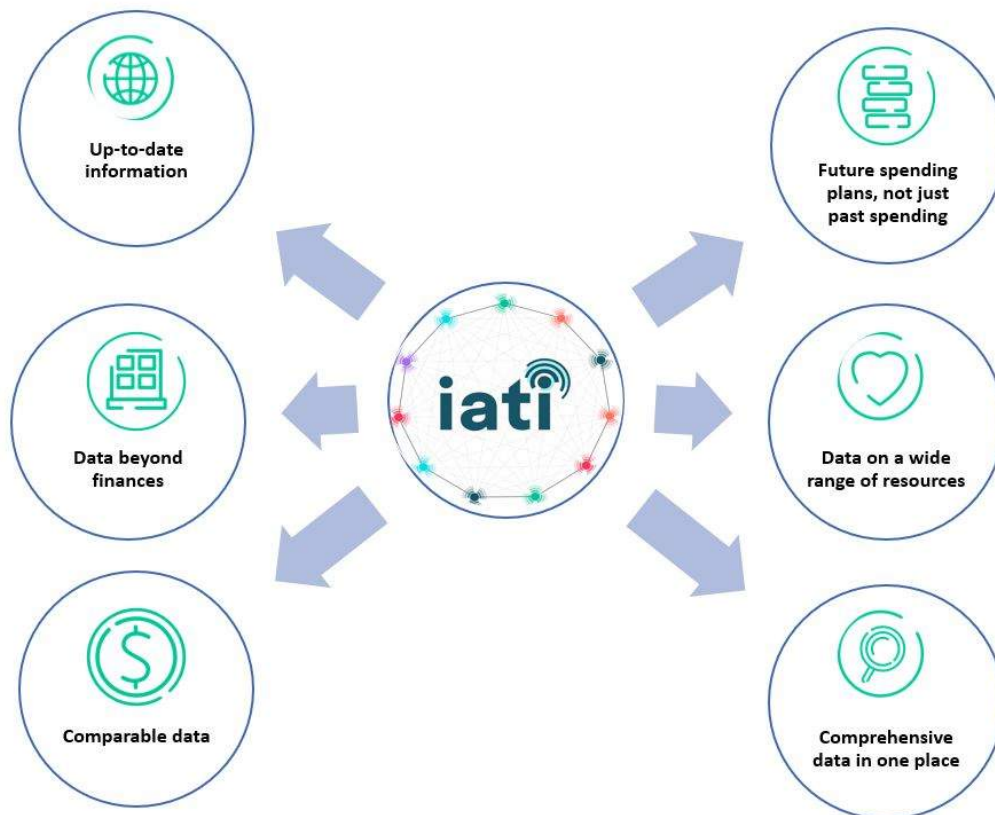 Up-to-date
information
Future spending
plans, not just
past spending
iati
Data beyond
finances
Data on a wide
range of resources
Comparable data
Comprehensive
data in one place